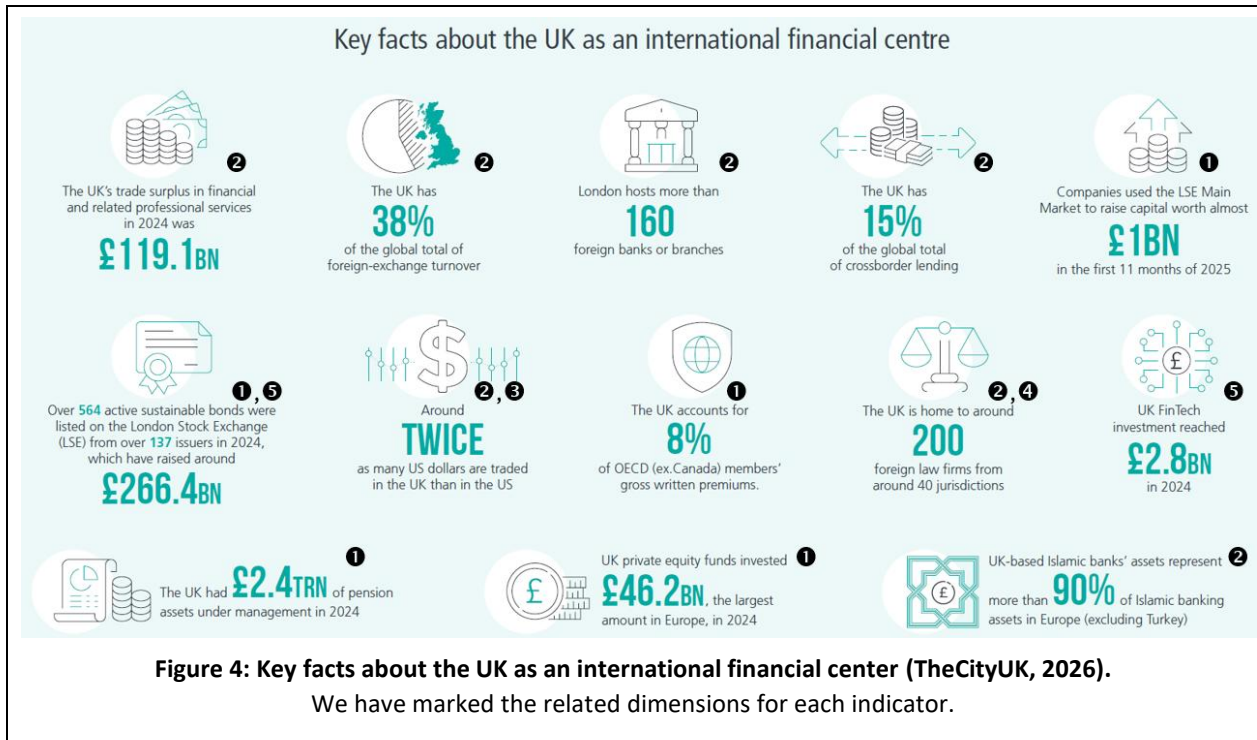 Key facts about the UK as an international financial centre
❷
The UK's trade surplus in financial
and related professional services
in 2024 was
£119.1BN
❷
The UK has
38%
of the global total of
foreign-exchange turnover
❷
London hosts more than
160
foreign banks or branches
❷
The UK has
15%
of the global total
of crossborder lending
❶
Companies used the LSE Main
Market to raise capital worth almost
£1BN
in the first 11 months of 2025
❶,❺
Over 564 active sustainable bonds were
listed on the London Stock Exchange
(LSE) from over 137 issuers in 2024,
which have raised around
£266.4BN
$
❷,❸
Around
TWICE
as many US dollars are traded
in the UK than in the US
❶
The UK accounts for
8%
of OECD (ex.Canada) members'
gross written premiums.
❷,❹
The UK is home to around
200
foreign law firms from
around 40 jurisdictions
£
❺
UK FinTech
investment reached
£2.8BN
in 2024
❶
The UK had £2.4TRN of pension
assets under management in 2024
£
UK private equity funds invested ❶
£46.2BN, the largest
amount in Europe, in 2024
£
UK-based Islamic banks' assets represent ❷
more than 90% of Islamic banking
assets in Europe (excluding Turkey)
Figure 4: Key facts about the UK as an international financial center (TheCityUK, 2026).
We have marked the related dimensions for each indicator.